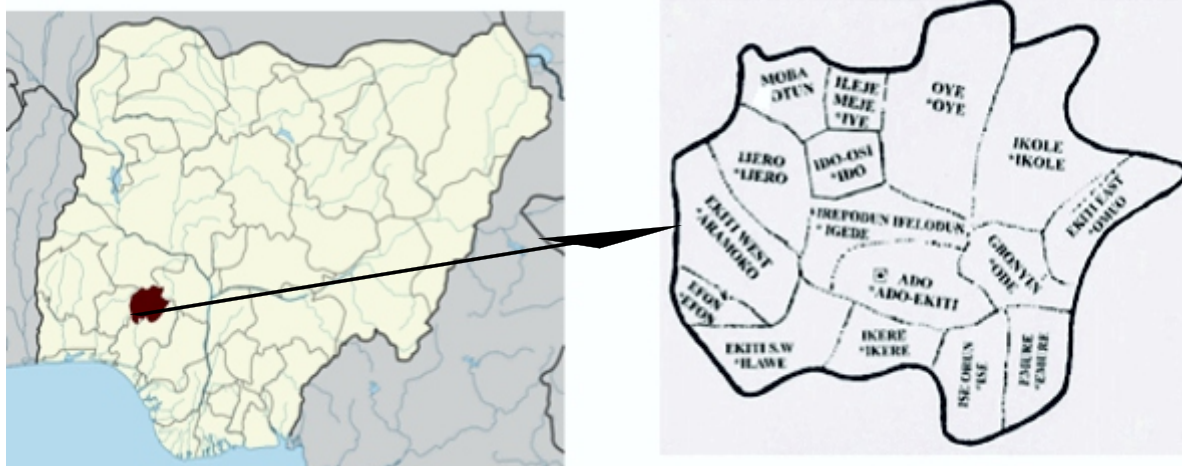 MOBA
OTUN
ILEJE
MEJE
*IYE
OYE
*OYE
IKOLE
*IKOLE
IJERO
*IJERO
IDO-OSI
*IDO
EKITI EAST
*OMUO
EKITI WEST
*ARAMOKO
*IREPODUN IFELODUN
*IGEDE
GBONYIN
*ODE
ADO
*ADO-EKITI
EFON
*EFON
EKITI S.W
*ILAWE
IKERE
*IKERE
ISE ORUN
*ISE
EMURE
*EMURE